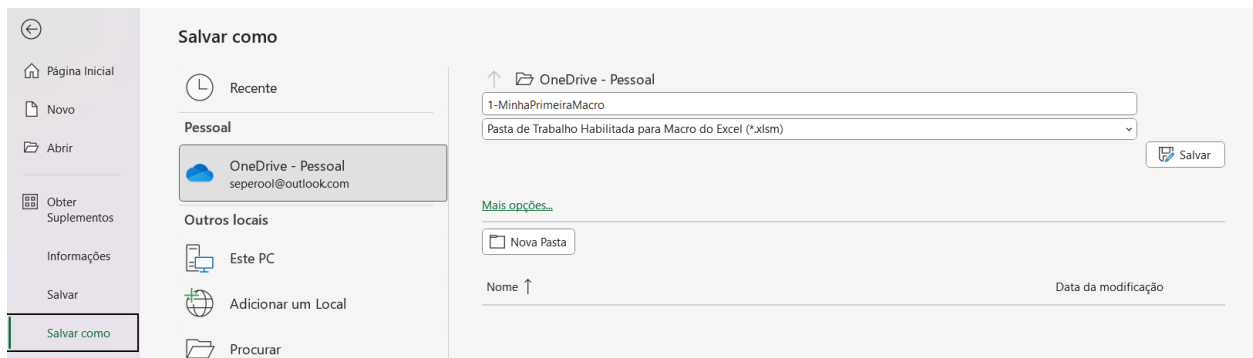 Página Inicial
Novo
Abrir
Obter
Suplementos
Informações
Salvar
Salvar como
Salvar como
Recente
Pessoal
OneDrive - Pessoal
seperool@outlook.com
Outros locais
Este PC
Adicionar um Local
Procurar
OneDrive - Pessoal
1-MinhaPrimeiraMacro
Pasta de Trabalho Habilitada para Macro do Excel (*.xlsm)
Salvar
Mais opções...
Nova Pasta
Nome Data da modificação